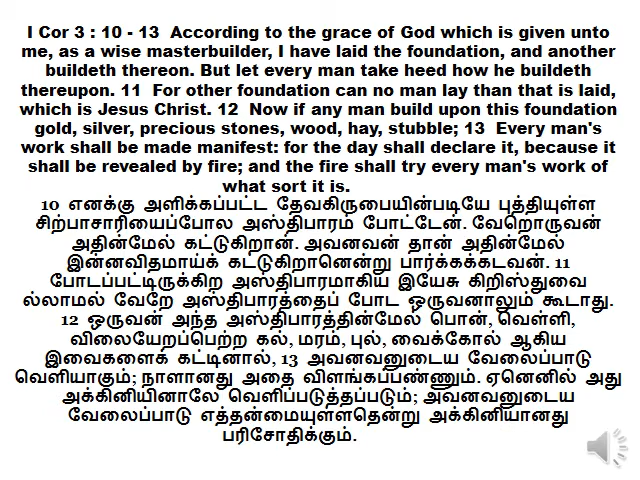 I Cor 3 : 10 - 13  According to the grace of God which is given unto
me, as a wise masterbuilder, I have laid the foundation, and another
buildeth thereon. But let every man take heed how he buildeth
thereupon. 11  For other foundation can no man lay than that is laid,
which is Jesus Christ. 12  Now if any man build upon this foundation
gold, silver, precious stones, wood, hay, stubble; 13  Every man's
work shall be made manifest: for the day shall declare it, because it
shall be revealed by fire; and the fire shall try every man's work of
what sort it is.
10 எனக்கு அளிக்கப்பட்ட தேவகிருபையின்படியே புத்தியுள்ள
சிற்பாசாரியைப்போல அஸ்திபாரம் போட்டேன். வேறொருவன்
அதின்மேல் கட்டுகிறான். அவனவன் தான் அதின்மேல்
இன்னவிதமாய்க் கட்டுகிறானென்று பார்க்கக்கடவன். 11
போடப்பட்டிருக்கிற அஸ்திபாரமாகிய இயேசு கிறிஸ்துவை
ல்லாமல் வேறே அஸ்திபாரத்தைப் போட ஒருவனாலும் கூடாது.
12 ஒருவன் அந்த அஸ்திபாரத்தின்மேல் பொன், வெள்ளி,
விலையேறப்பெற்ற கல், மரம், புல், வைக்கோல் ஆகிய
இவைகளைக் கட்டினால், 13 அவனவனுடைய வேலைப்பாடு
வெளியாகும்; நாளானது அதை விளங்கப்பண்ணும். ஏனெனில் அது
அக்கினியினாலே வெளிப்படுத்தப்படும்; அவனவனுடைய
வேலைப்பாடு எத்தன்மையுள்ளதென்று அக்கினியானது
பரிசோதிக்கும்.